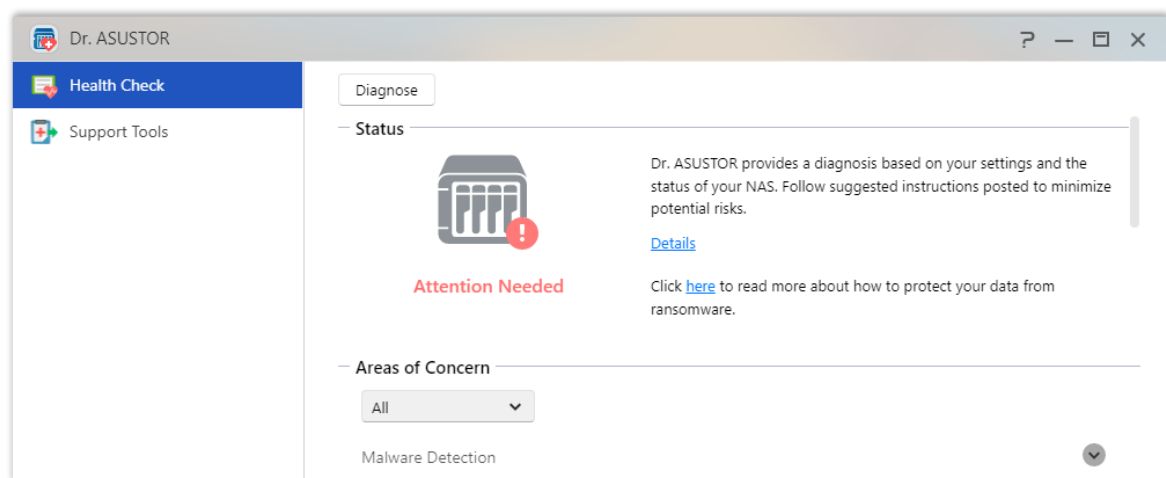 Dr. ASUSTOR
Health Check
Support Tools
Diagnose
Status
Dr. ASUSTOR provides a diagnosis based on your settings and the
status of your NAS. Follow suggested instructions posted to minimize
potential risks.
Details
Attention Needed
Click here to read more about how to protect your data from
ransomware.
Areas of Concern
All
Malware Detection